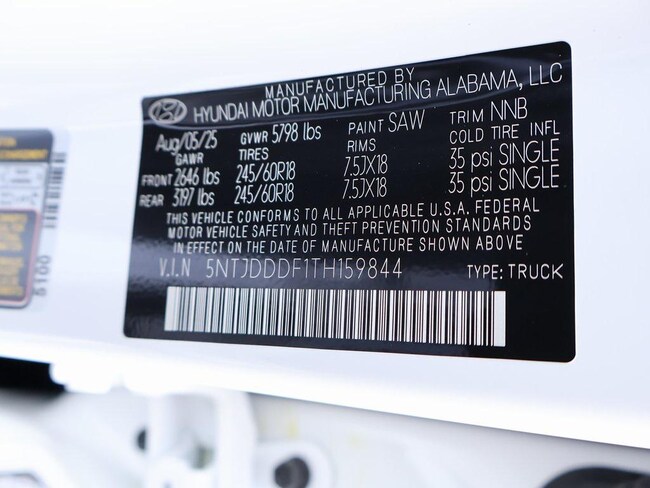 MANUFACTURED BY
HYUNDAI MOTOR MANUFACTURING ALABAMA, LLC
Aug/05/25 GVWR 5798 lbs PAINT SAW TRIM NNB
GAWR TIRES RIMS COLD TIRE INFL
FRONT 2646 lbs 245/60R18 7.5JX18 35 psi SINGLE
REAR 3197 lbs 245/60R18 7.5JX18 35 psi SINGLE
THIS VEHICLE CONFORMS TO ALL APPLICABLE U.S.A. FEDERAL
MOTOR VEHICLE SAFETY AND THEFT PREVENTION STANDARDS
IN EFFECT ON THE DATE OF MANUFACTURE SHOWN ABOVE
V.I.N 5NTJDDDF1TH159844 TYPE: TRUCK
5100